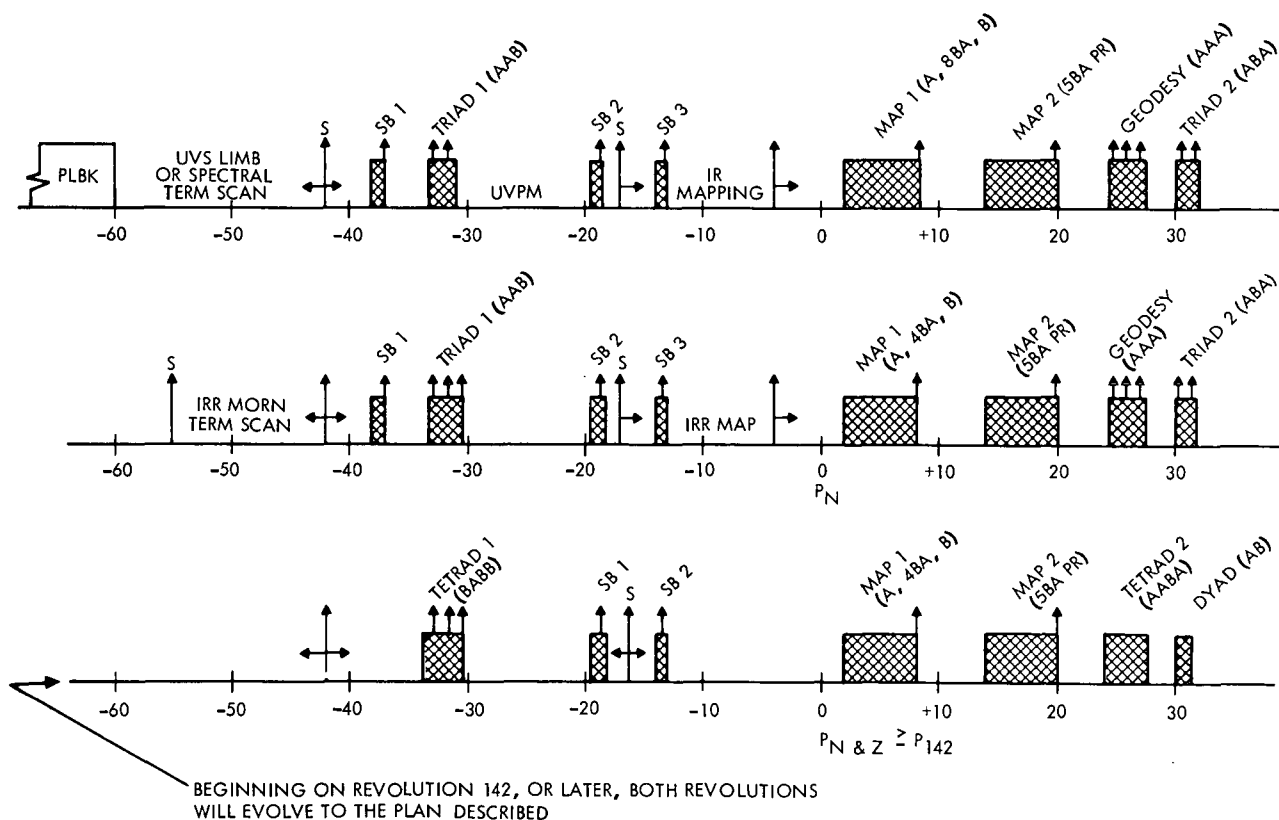 PLBK
UVS LIMB
OR SPECTRAL
TERM SCAN
S
SB 1
TRIAD 1 (AAB)
UVPM
SB 2
S
SB 3
IR
MAPPING
MAP 1 (A, 8BA, B)
MAP 2 (5BA PR)
GEODESY (AAA)
TRIAD 2 (ABA)
-60 -50 -40 -30 -20 -10 0 +10 20 30
S
IRR MORN
TERM SCAN
SB 1
TRIAD 1 (AAB)
SB 2
S
SB 3
IRR MAP
MAP 1
(A, 4BA, B)
MAP 2
(5BA PR)
GEODESY
(AAA)
TRIAD 2 (ABA)
-60 -50 -40 -30 -20 -10 0 +10 20 30
PN
TETRAD 1
(BABB)
SB 1
S
SB 2
MAP 1
(A, 4BA, B)
MAP 2
(5BA PR)
TETRAD 2
(AABA)
DYAD (AB)
-60 -50 -40 -30 -20 -10 0 +10 20 30
PN & Z ≥ P142
BEGINNING ON REVOLUTION 142, OR LATER, BOTH REVOLUTIONS
WILL EVOLVE TO THE PLAN DESCRIBED